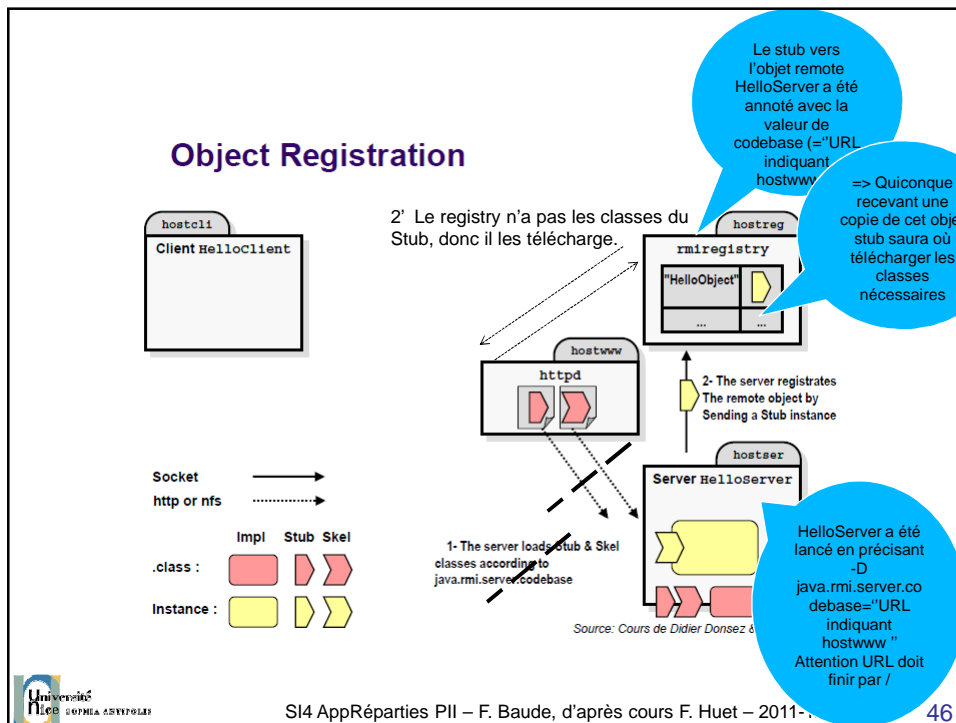 Object Registration
Le stub vers
l'objet remote
HelloServer a été
annoté avec la
valeur de
codebase (=''URL
indiquant
hostwww
=> Quiconque
recevant une
copie de cet obje
stub saura où
télécharger les
classes
nécessaires
hostcli
Client HelloClient
2' Le registry n'a pas les classes du
Stub, donc il les télécharge.
hostreg
rmiregistry
"HelloObject"
...
...
hostwww
httpd
2- The server registrates
The remote object by
Sending a Stub instance
hostser
Server HelloServer
Socket
http or nfs
Impl Stub Skel
.class :
Instance :
1- The server loads Stub & Skel
classes according to
java.rmi.server.codebase
HelloServer a été
lancé en précisant
-D
java.rmi.server.co
debase=''URL
indiquant
hostwww ''
Attention URL doit
finir par /
Source: Cours de Didier Donsez &
Université
Nice SOPHIA ANTIPOLIS
SI4 AppRéparties PII – F. Baude, d'après cours F. Huet – 2011-
46